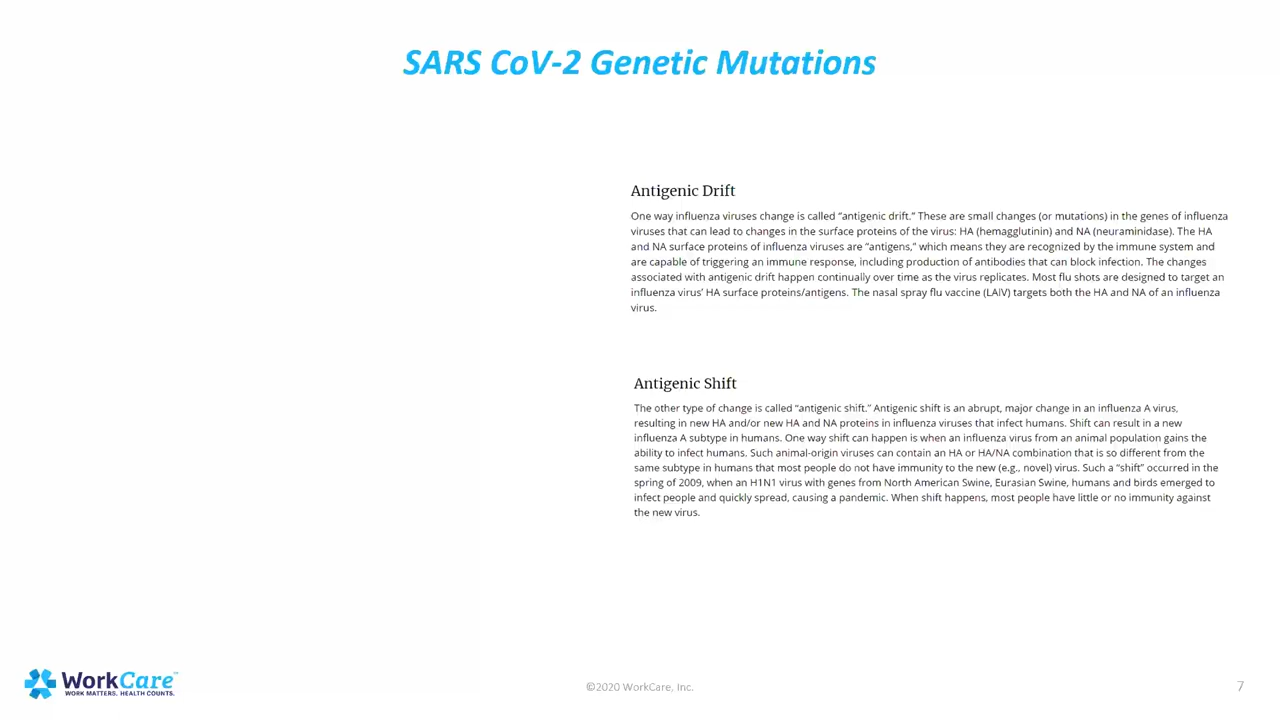 SARS CoV-2 Genetic Mutations
Antigenic Drift
One way influenza viruses change is called “antigenic drift.” These are small changes (or mutations) in the genes of influenza
viruses that can lead to changes in the surface proteins of the virus: HA (hemagglutinin) and NA (neuraminidase). The HA
and NA surface proteins of influenza viruses are “antigens,” which means they are recognized by the immune system and
are capable of triggering an immune response, including production of antibodies that can block infection. The changes
associated with antigenic drift happen continually over time as the virus replicates. Most flu shots are designed to target an
influenza virus’ HA surface proteins/antigens. The nasal spray flu vaccine (LAIV) targets both the HA and NA of an influenza
virus.
Antigenic Shift
The other type of change is called “antigenic shift.” Antigenic shift is an abrupt, major change in an influenza A virus,
resulting in new HA and/or new HA and NA proteins in influenza viruses that infect humans. Shift can result in a new
influenza A subtype in humans. One way shift can happen is when an influenza virus from an animal population gains the
ability to infect humans. Such animal-origin viruses can contain an HA or HA/NA combination that is so different from the
same subtype in humans that most people do not have immunity to the new (e.g., novel) virus. Such a “shift” occurred in the
spring of 2009, when an H1N1 virus with genes from North American Swine, Eurasian Swine, humans and birds emerged to
infect people and quickly spread, causing a pandemic. When shift happens, most people have little or no immunity against
the new virus.
WorkCare™
WORK MATTERS. HEALTH COUNTS.
©2020 WorkCare, Inc.
7